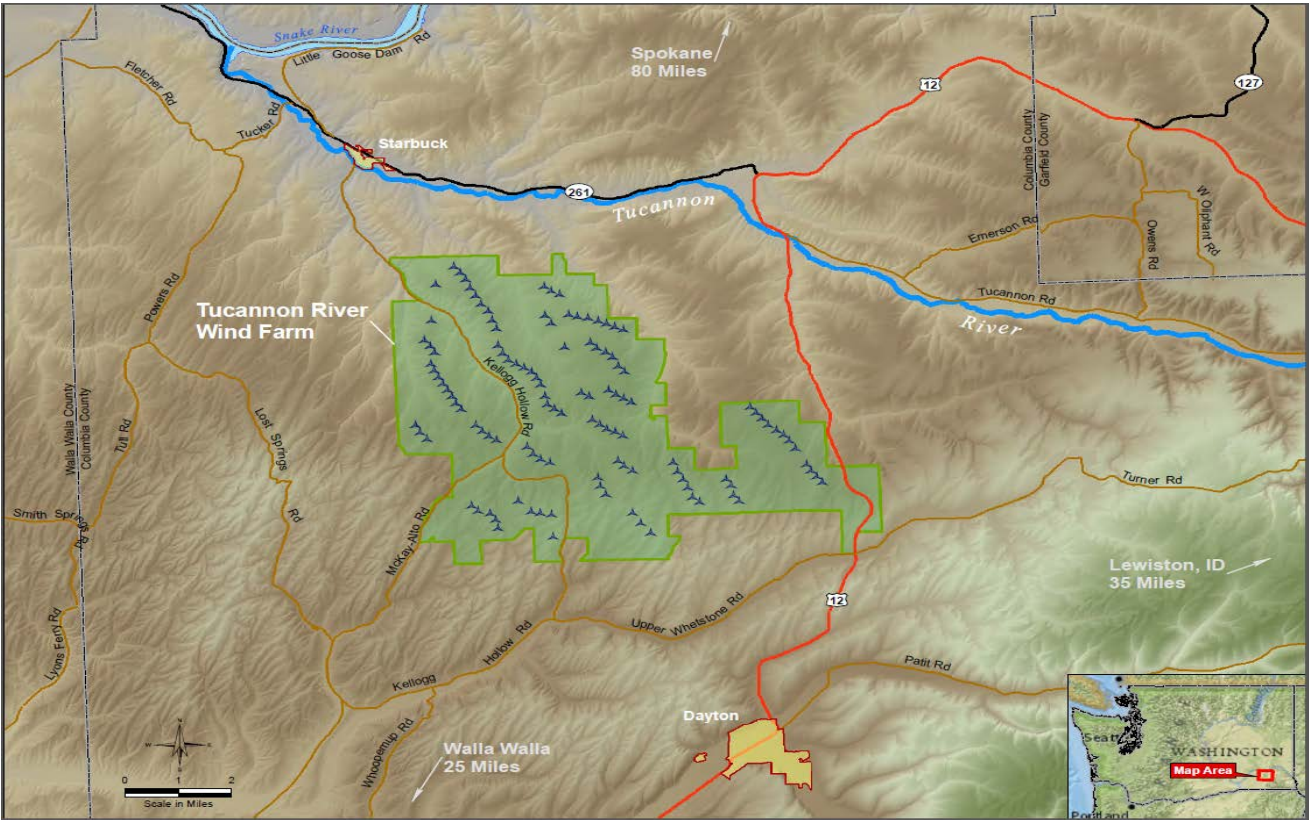 Snake River
Little Goose Dam Rd
Spokane
80 Miles
12
127
Fletcher Rd
Tucker Rd
Starbuck
Columbia County
Garfield County
261
Tucannon
W Oliphant Rd
Emerson Rd
Owens Rd
Tucannon Rd
River
Powers Rd
Tucannon River
Wind Farm
Kellogg Hollow Rd
Walla Walla County
Columbia County
Tull Rd
Lost Springs Rd
Turner Rd
Smith Springs Rd
McKay-Alto Rd
Lewiston, ID
35 Miles
12
Lyons Ferry Rd
Upper Whetstone Rd
Kellogg Hollow Rd
Patit Rd
Dayton
Whoopemup Rd
Walla Walla
25 Miles
N
W
E
S
0 1 2
Scale in Miles
Seatt
WASHINGTON
Map Area
Portland